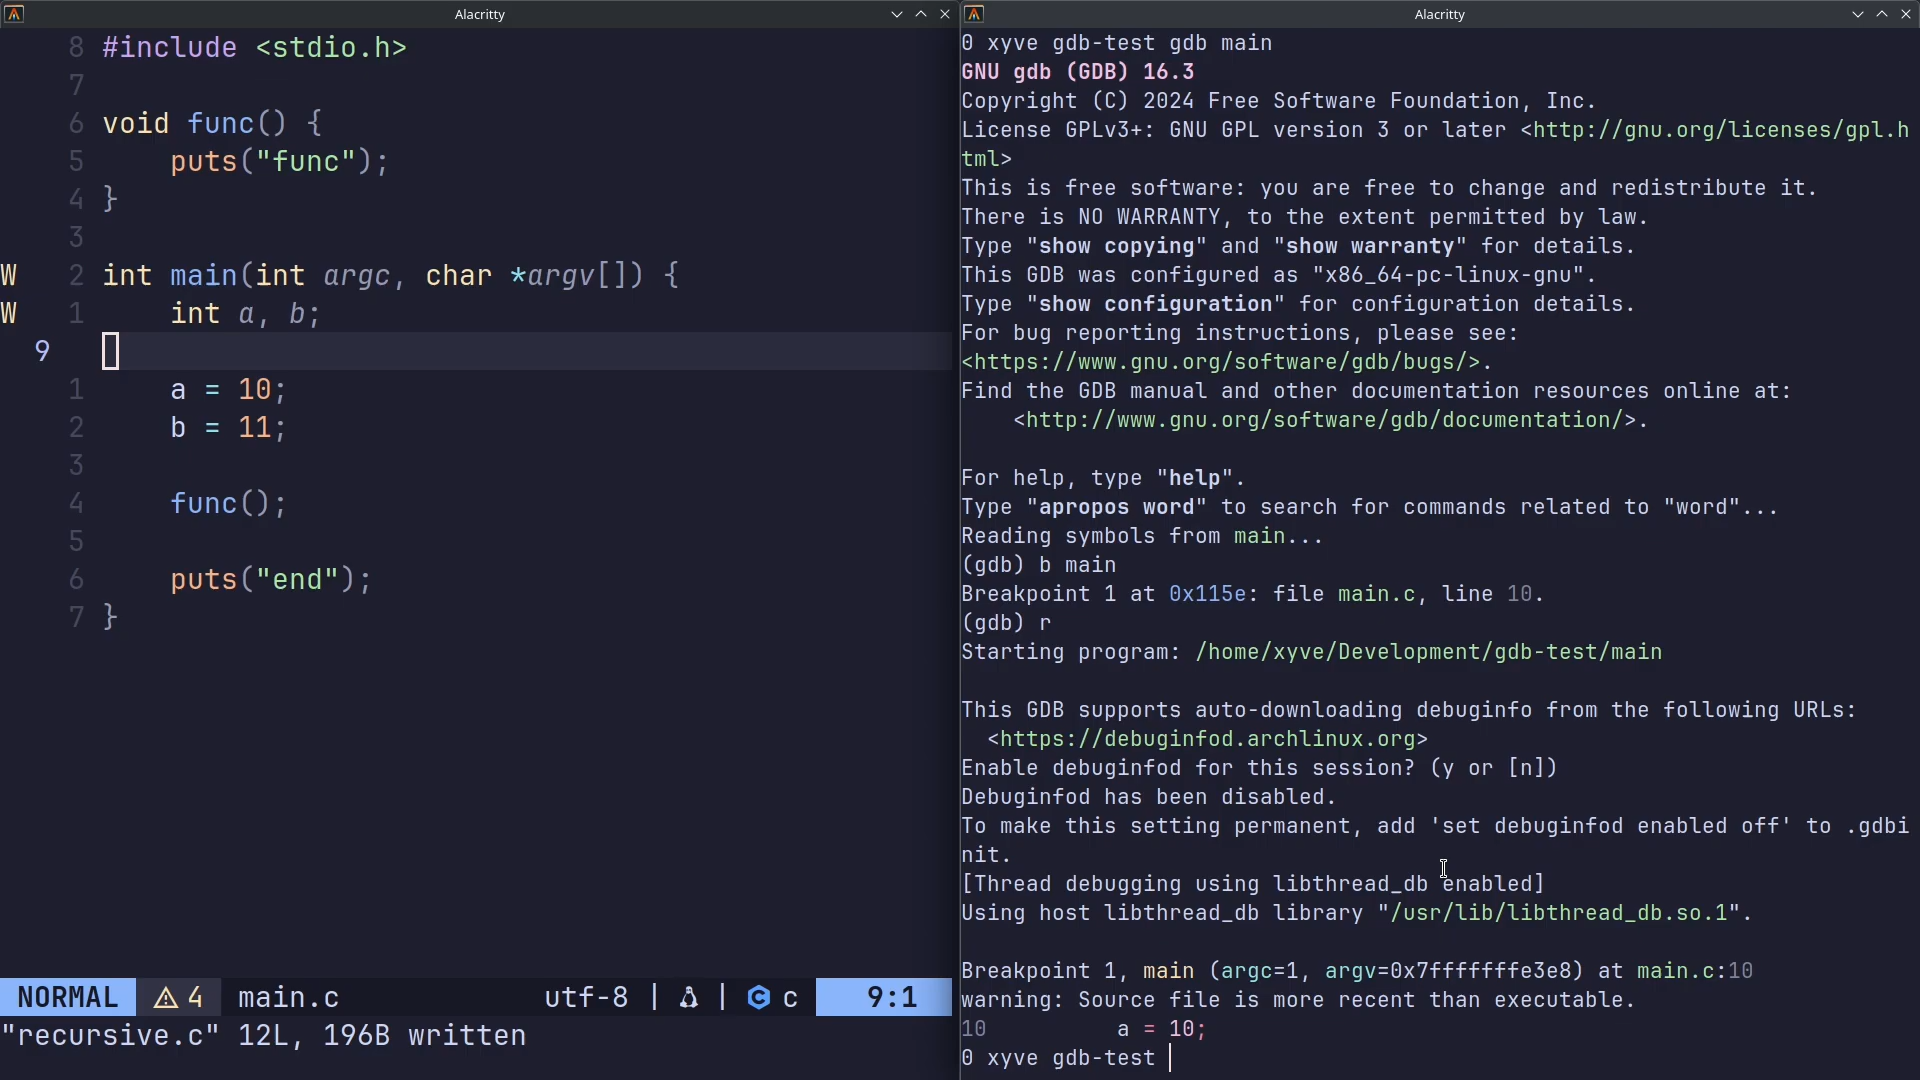 Alacritty
8 #include <stdio.h>
7
6 void func() {
5     puts("func");
4 }
3
W 2 int main(int argc, char *argv[]) {
W 1     int a, b;
9
1     a = 10;
2     b = 11;
3
4     func();
5
6     puts("end");
7 }
NORMAL 4 main.c utf-8 | | C c 9:1
"recursive.c" 12L, 196B written
Alacritty
0 xyve gdb-test gdb main
GNU gdb (GDB) 16.3
Copyright (C) 2024 Free Software Foundation, Inc.
License GPLv3+: GNU GPL version 3 or later <http://gnu.org/licenses/gpl.h
tml>
This is free software: you are free to change and redistribute it.
There is NO WARRANTY, to the extent permitted by law.
Type "show copying" and "show warranty" for details.
This GDB was configured as "x86_64-pc-linux-gnu".
Type "show configuration" for configuration details.
For bug reporting instructions, please see:
<https://www.gnu.org/software/gdb/bugs/>.
Find the GDB manual and other documentation resources online at:
    <http://www.gnu.org/software/gdb/documentation/>.
For help, type "help".
Type "apropos word" to search for commands related to "word"...
Reading symbols from main...
(gdb) b main
Breakpoint 1 at 0x115e: file main.c, line 10.
(gdb) r
Starting program: /home/xyve/Development/gdb-test/main
This GDB supports auto-downloading debuginfo from the following URLs:
  <https://debuginfod.archlinux.org>
Enable debuginfod for this session? (y or [n])
Debuginfod has been disabled.
To make this setting permanent, add 'set debuginfod enabled off' to .gdbi
nit.
[Thread debugging using libthread_db enabled]
Using host libthread_db library "/usr/lib/libthread_db.so.1".
Breakpoint 1, main (argc=1, argv=0x7fffffffe3e8) at main.c:10
warning: Source file is more recent than executable.
10          a = 10;
0 xyve gdb-test